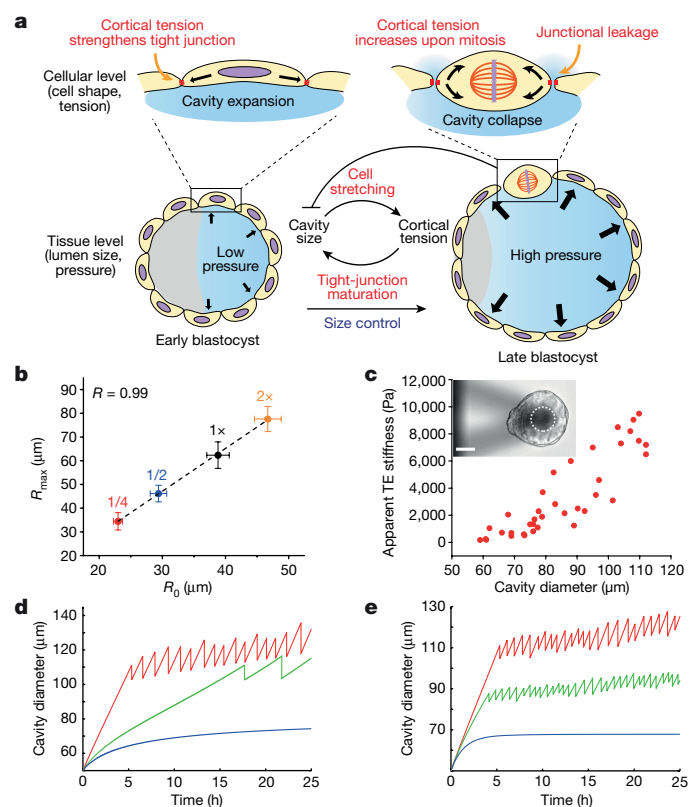 a
Cortical tension
strengthens tight junction
Cortical tension
increases upon mitosis
Junctional leakage
Cellular level
(cell shape,
tension)
Cavity expansion
Cavity collapse
Cell
stretching
Tissue level
(lumen size,
pressure)
Low
pressure
Cavity
size
Cortical
tension
High pressure
Tight-junction
maturation
Size control
Early blastocyst
Late blastocyst
b
R = 0.99
90
80
70
60
50
40
30
20
Rmax (μm)
1/4
1/2
1×
2×
20
30
40
50
R0 (μm)
c
12,000
10,000
8,000
6,000
4,000
2,000
0
Apparent TE stiffness (Pa)
50
60
70
80
90
100
110
120
Cavity diameter (μm)
d
140
120
100
80
60
Cavity diameter (μm)
0
5
10
15
20
25
Time (h)
e
130
110
90
70
Cavity diameter (μm)
0
5
10
15
20
25
Time (h)